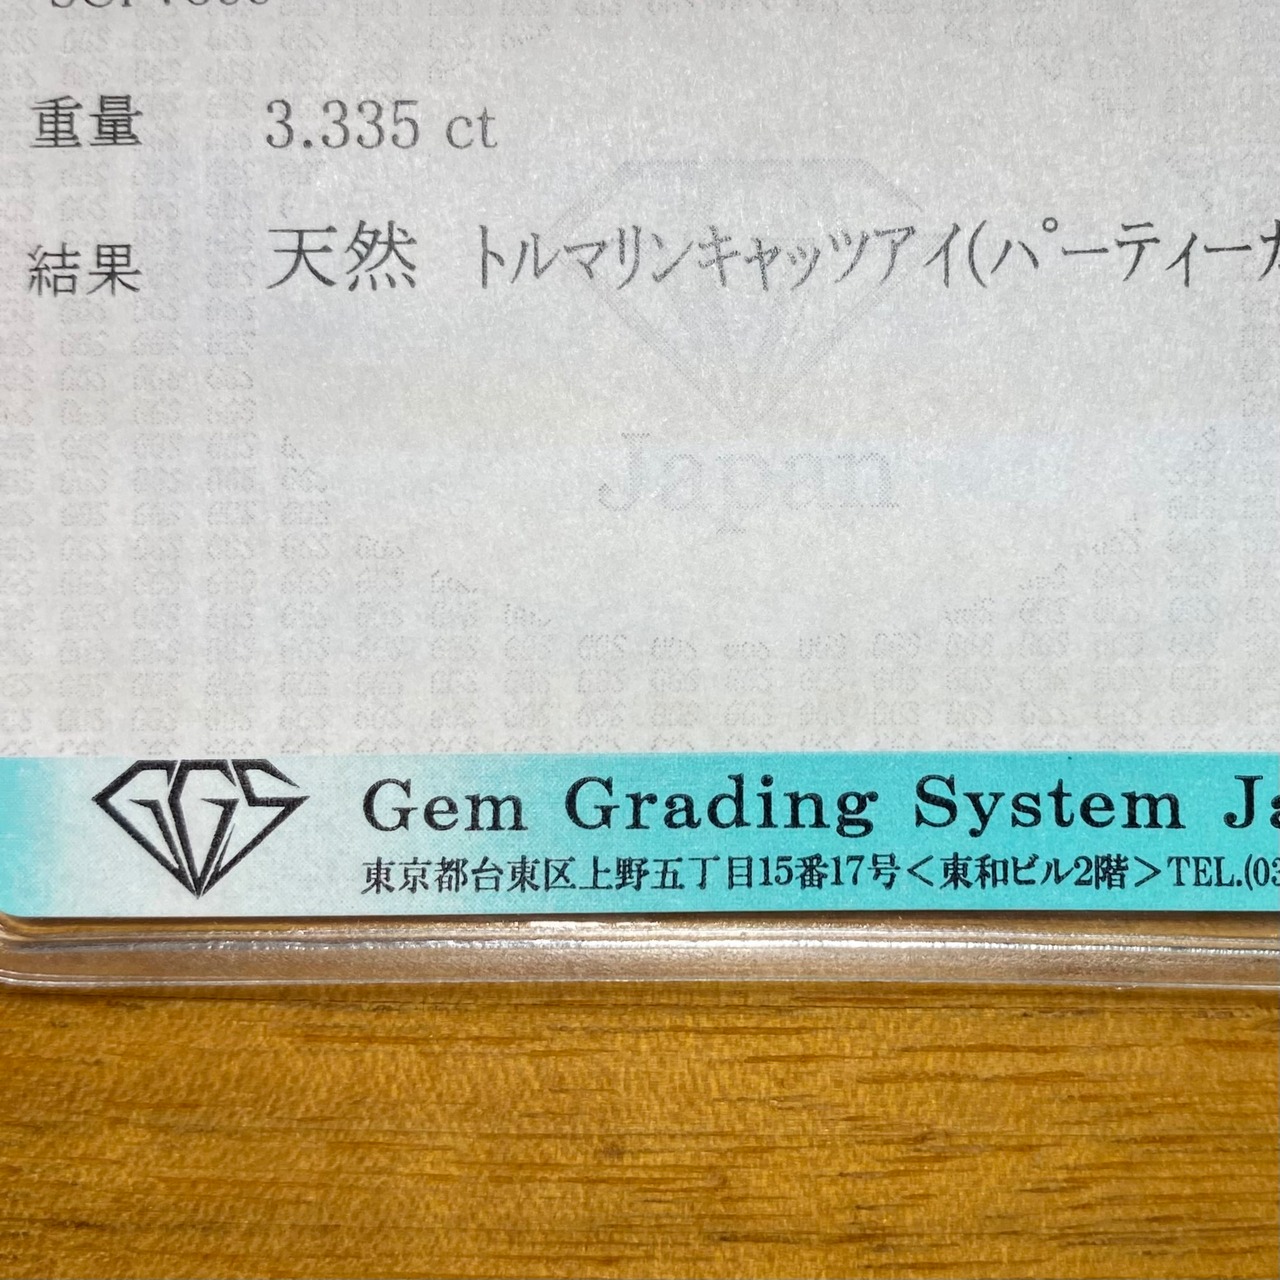 重量 3.335 ct
結果 天然 トルマリンキャッツアイ(パーティーカ
Japan
GGS
Gem Grading System Ja
東京都台東区上野五丁目15番17号＜東和ビル2階＞TEL.(03